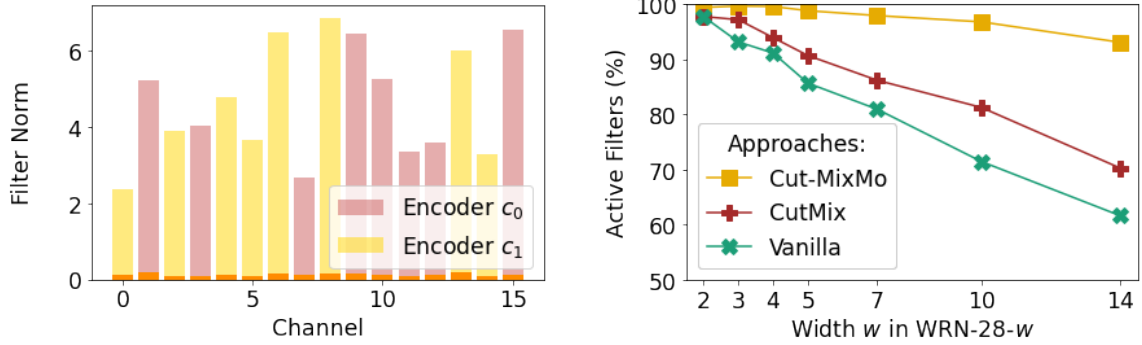 Filter Norm
6
4
2
0
Encoder c₀
Encoder c₁
0 5 10 15
Channel
Active Filters (%)
100
90
80
70
60
50
Approaches:
Cut-MixMo
CutMix
Vanilla
2 3 4 5 7 10 14
Width w in WRN-28-w